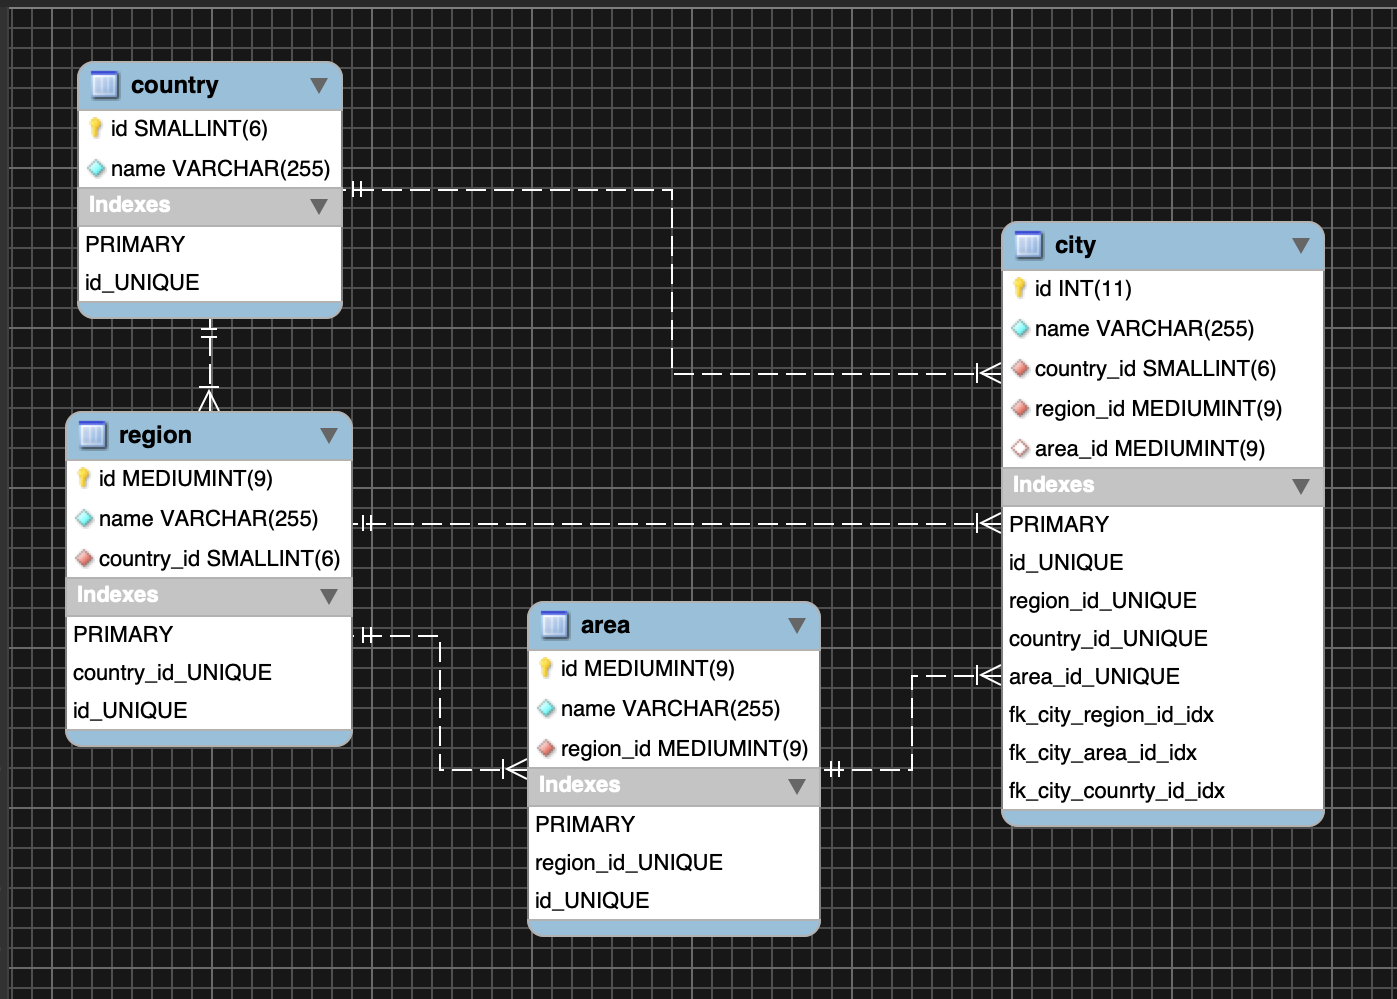 country
id SMALLINT(6)
name VARCHAR(255)
Indexes
PRIMARY
id_UNIQUE
region
id MEDIUMINT(9)
name VARCHAR(255)
country_id SMALLINT(6)
Indexes
PRIMARY
country_id_UNIQUE
id_UNIQUE
area
id MEDIUMINT(9)
name VARCHAR(255)
region_id MEDIUMINT(9)
Indexes
PRIMARY
region_id_UNIQUE
id_UNIQUE
city
id INT(11)
name VARCHAR(255)
country_id SMALLINT(6)
region_id MEDIUMINT(9)
area_id MEDIUMINT(9)
Indexes
PRIMARY
id_UNIQUE
region_id_UNIQUE
country_id_UNIQUE
area_id_UNIQUE
fk_city_region_id_idx
fk_city_area_id_idx
fk_city_counrty_id_idx